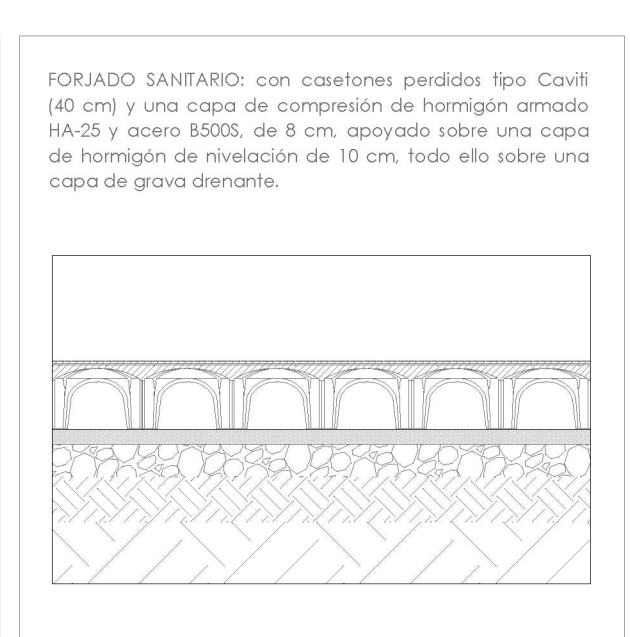 FORJADO SANITARIO: con casetones perdidos tipo Caviti
(40 cm) y una capa de compresión de hormigón armado
HA-25 y acero B500S, de 8 cm, apoyado sobre una capa
de hormigón de nivelación de 10 cm, todo ello sobre una
capa de grava drenante.